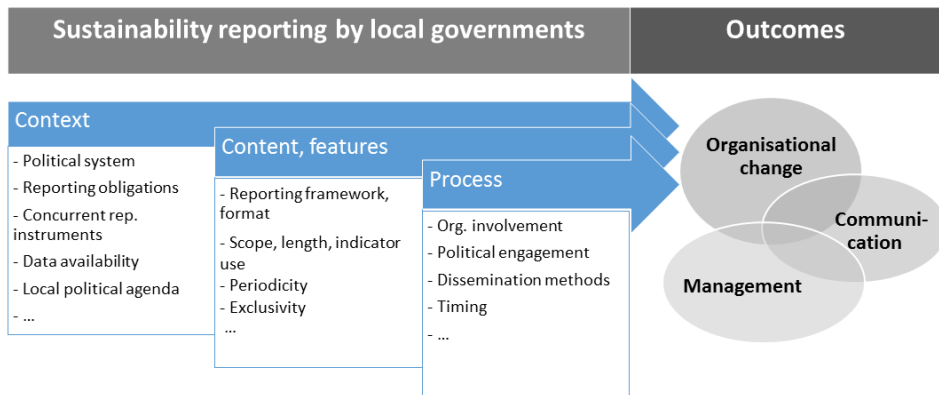 Sustainability reporting by local governments
Outcomes
Context
- Political system
- Reporting obligations
- Concurrent rep.
instruments
- Data availability
- Local political agenda
- ...
Content, features
- Reporting framework,
format
- Scope, length, indicator
use
- Periodicity
- Exclusivity
...
Process
- Org. involvement
- Political engagement
- Dissemination methods
- Timing
- ...
Organisational
change
Communi-
cation
Management